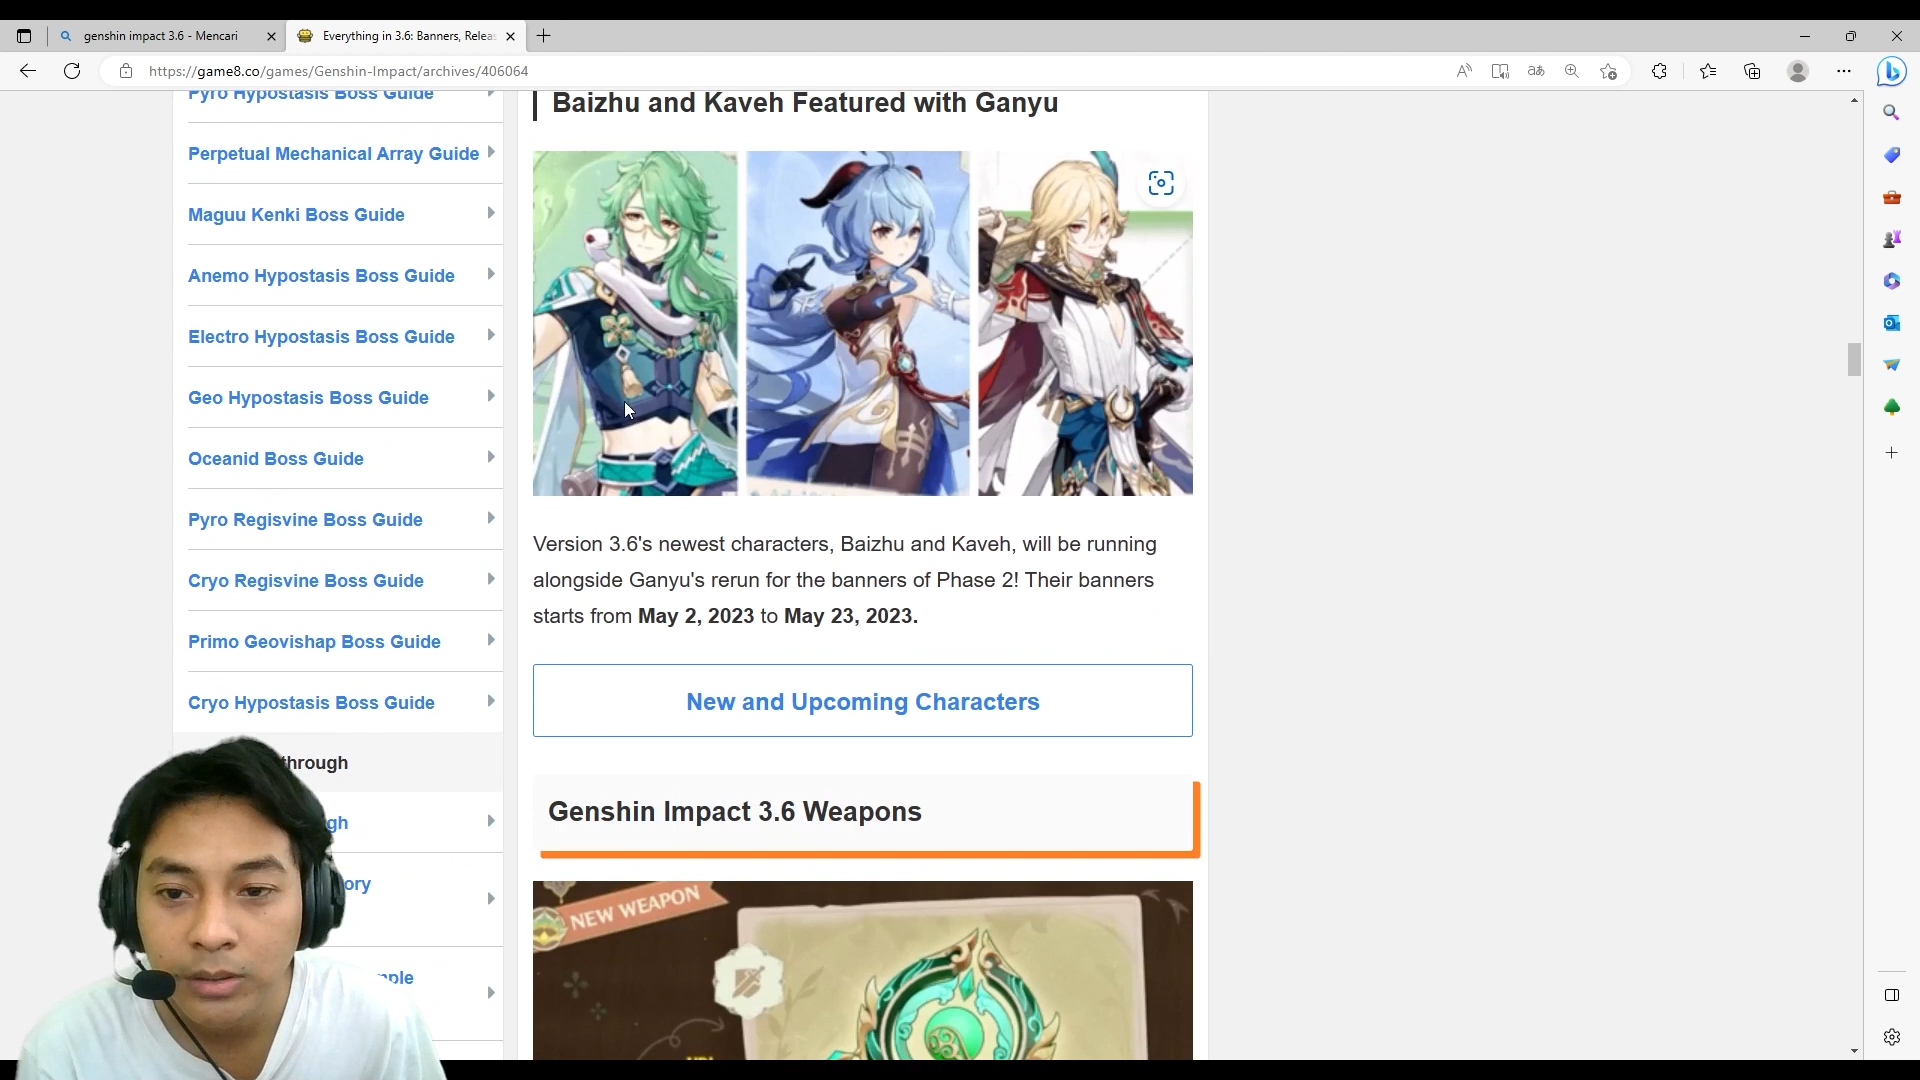 genshin impact 3.6 - Mencari
Everything in 3.6: Banners, Releas
https://game8.co/games/Genshin-Impact/archives/406064
Pyro Hypostasis Boss Guide
Perpetual Mechanical Array Guide
Maguu Kenki Boss Guide
Anemo Hypostasis Boss Guide
Electro Hypostasis Boss Guide
Geo Hypostasis Boss Guide
Oceanid Boss Guide
Pyro Regisvine Boss Guide
Cryo Regisvine Boss Guide
Primo Geovishap Boss Guide
Cryo Hypostasis Boss Guide
through
gh
ory
mple
Baizhu and Kaveh Featured with Ganyu
Version 3.6's newest characters, Baizhu and Kaveh, will be running
alongside Ganyu's rerun for the banners of Phase 2! Their banners
starts from May 2, 2023 to May 23, 2023.
New and Upcoming Characters
Genshin Impact 3.6 Weapons
NEW WEAPON